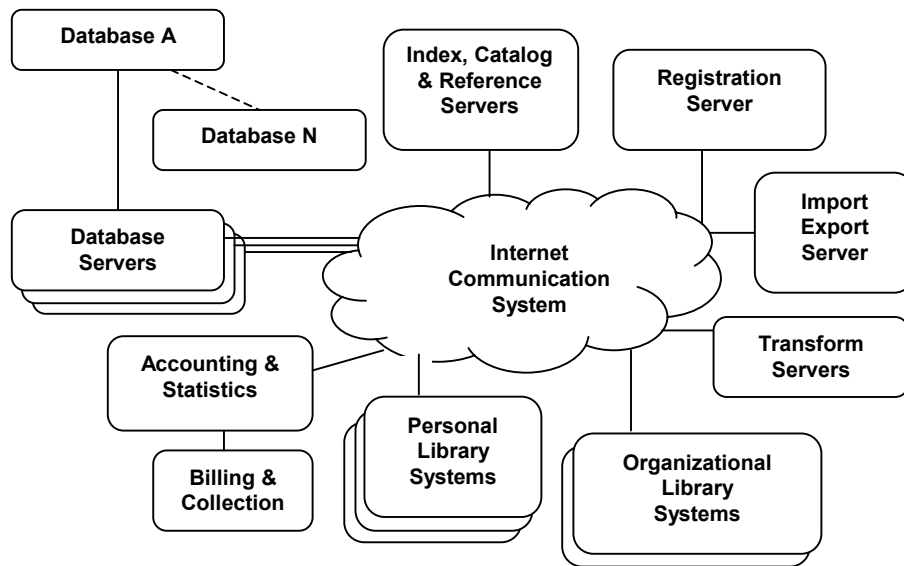 Database A
Index, Catalog
& Reference
Servers
Registration
Server
Database N
Import
Export
Server
Database
Servers
Internet
Communication
System
Transform
Servers
Accounting &
Statistics
Personal
Library
Systems
Organizational
Library
Systems
Billing &
Collection